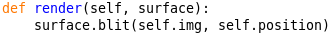 def render(self, surface):
    surface.blit(self.img, self.position)